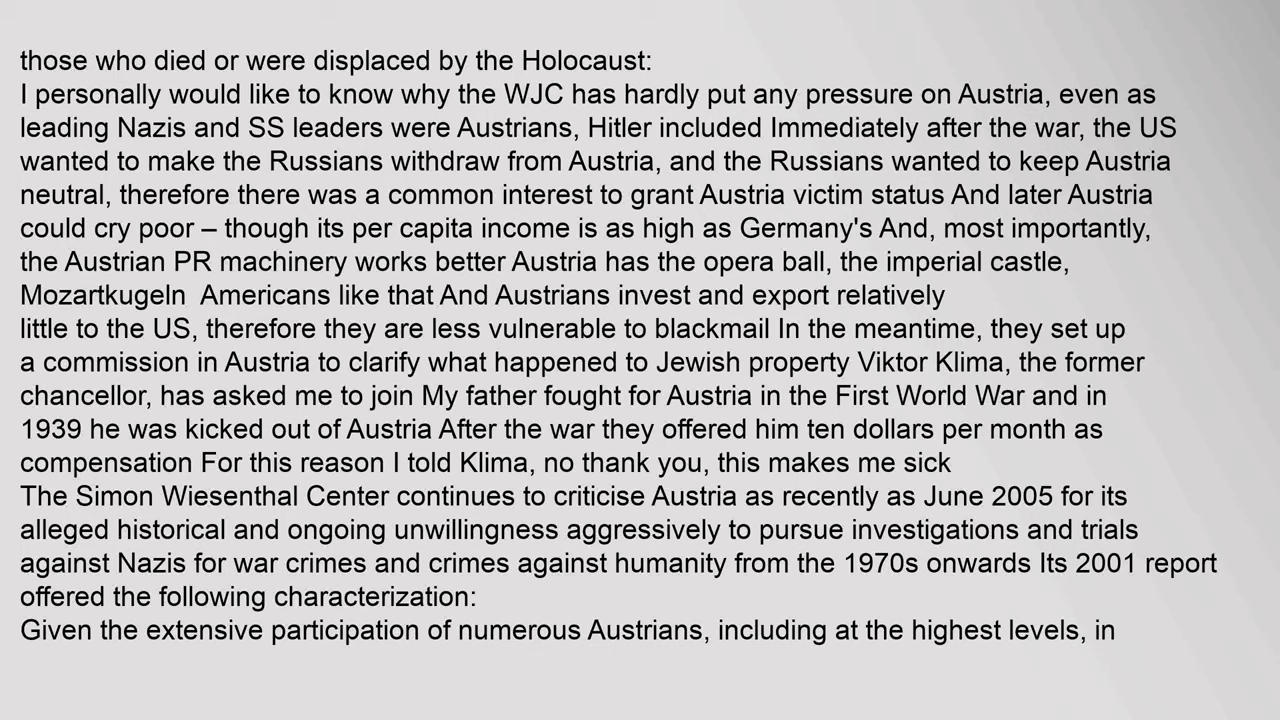 those who died or were displaced by the Holocaust:
I personally would like to know why the WJC has hardly put any pressure on Austria, even as
leading Nazis and SS leaders were Austrians, Hitler included Immediately after the war, the US
wanted to make the Russians withdraw from Austria, and the Russians wanted to keep Austria
neutral, therefore there was a common interest to grant Austria victim status And later Austria
could cry poor – though its per capita income is as high as Germany's And, most importantly,
the Austrian PR machinery works better Austria has the opera ball, the imperial castle,
Mozartkugeln  Americans like that And Austrians invest and export relatively
little to the US, therefore they are less vulnerable to blackmail In the meantime, they set up
a commission in Austria to clarify what happened to Jewish property Viktor Klima, the former
chancellor, has asked me to join My father fought for Austria in the First World War and in
1939 he was kicked out of Austria After the war they offered him ten dollars per month as
compensation For this reason I told Klima, no thank you, this makes me sick
The Simon Wiesenthal Center continues to criticise Austria as recently as June 2005 for its
alleged historical and ongoing unwillingness aggressively to pursue investigations and trials
against Nazis for war crimes and crimes against humanity from the 1970s onwards Its 2001 report
offered the following characterization:
Given the extensive participation of numerous Austrians, including at the highest levels, in